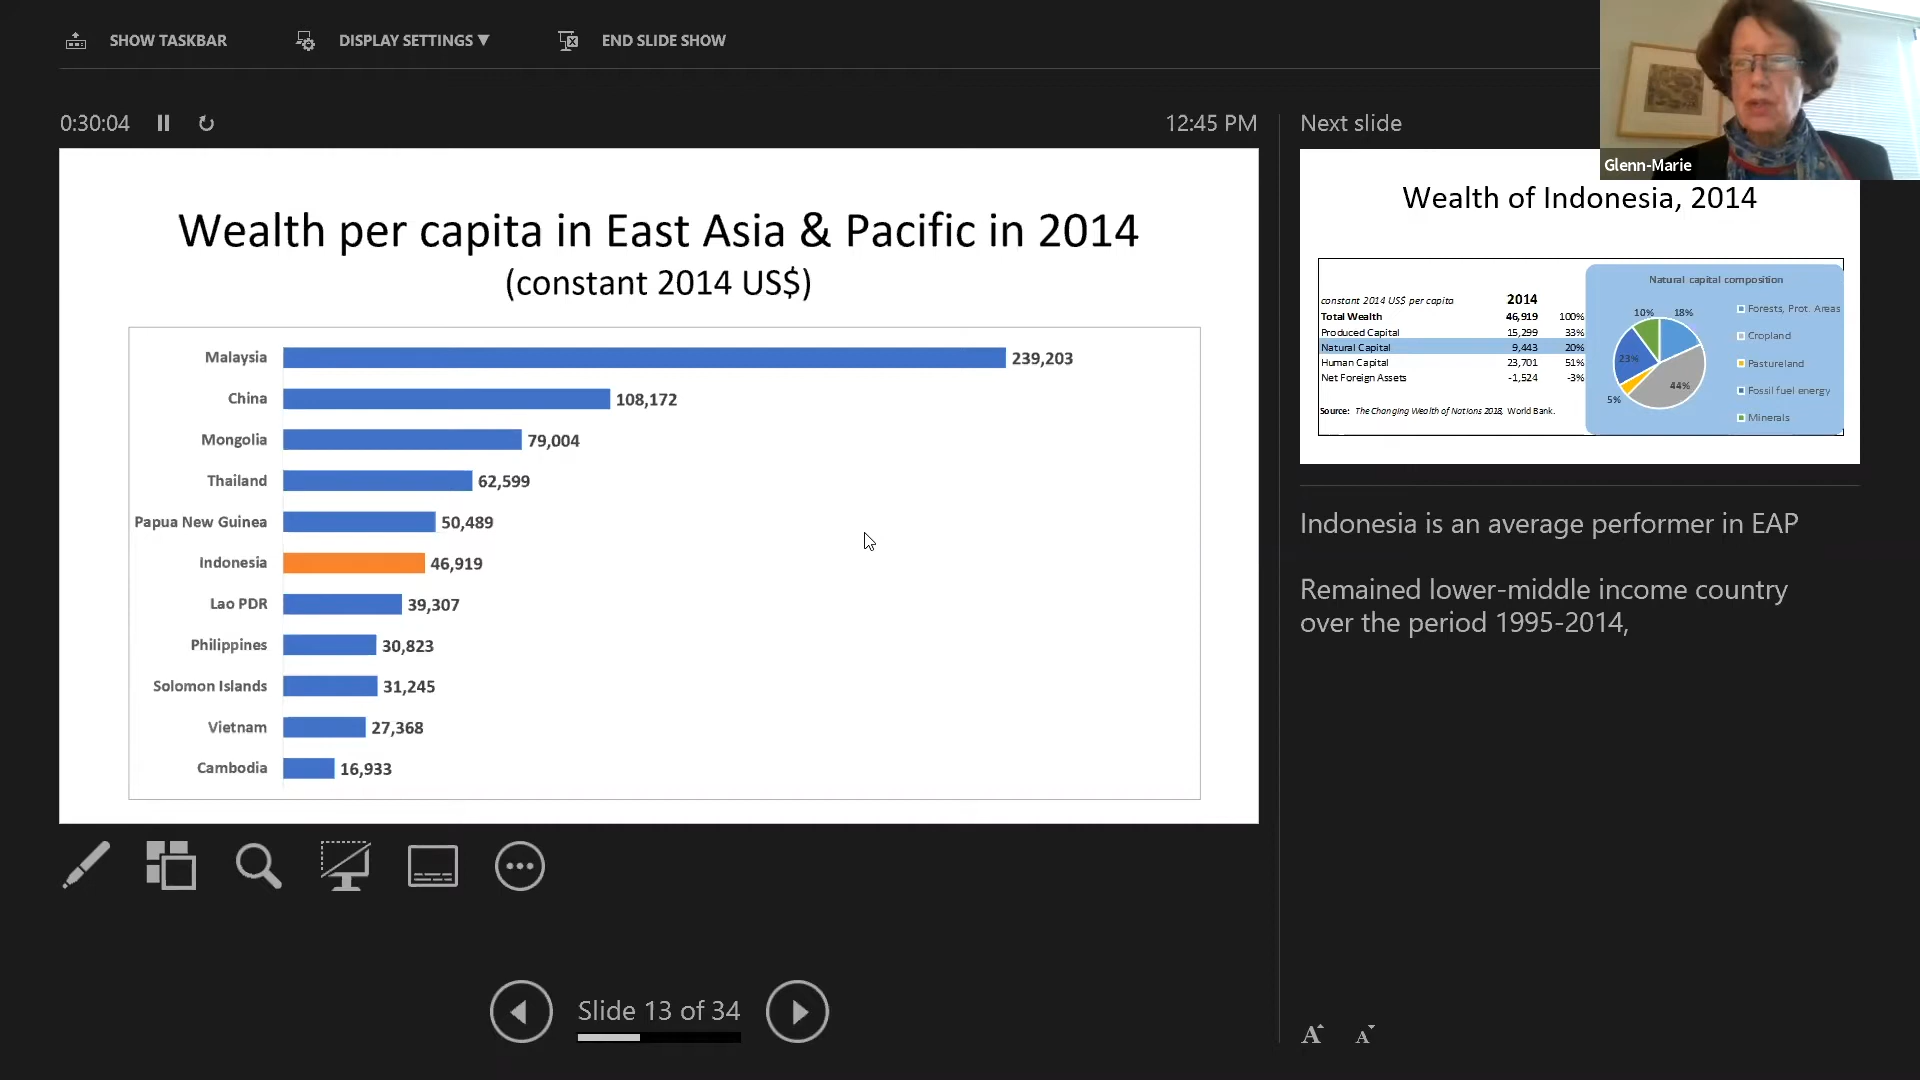 SHOW TASKBAR
DISPLAY SETTINGS ▼
END SLIDE SHOW
Glenn-Marie
0:30:04
12:45 PM
Wealth per capita in East Asia & Pacific in 2014
(constant 2014 US$)
Malaysia 239,203
China 108,172
Mongolia 79,004
Thailand 62,599
Papua New Guinea 50,489
Indonesia 46,919
Lao PDR 39,307
Philippines 30,823
Solomon Islands 31,245
Vietnam 27,368
Cambodia 16,933
Slide 13 of 34
Next slide
Wealth of Indonesia, 2014
constant 2014 US$ per capita 2014
Total Wealth 46,919 100%
Produced Capital 15,299 33%
Natural Capital 9,443 20%
Human Capital 23,701 51%
Net Foreign Assets -1,524 -3%
Source: The Changing Wealth of Nations 2018, World Bank.
Natural capital composition
10% 18%
23%
44%
5%
Forests, Prot. Areas
Cropland
Pastureland
Fossil fuel energy
Minerals
Indonesia is an average performer in EAP
Remained lower-middle income country
over the period 1995-2014,
A A